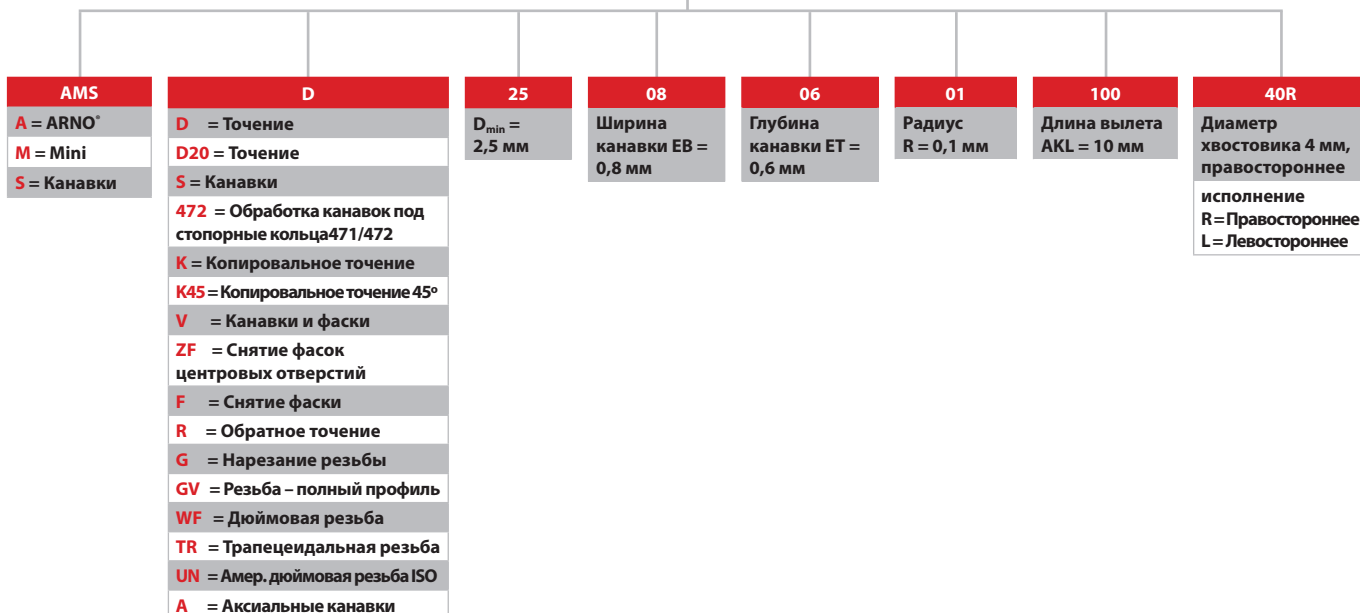 AMS
A = ARNO®
M = Mini
S = Канавки
D
D = Точение
D20 = Точение
S = Канавки
472 = Обработка канавок под
стопорные кольца471/472
K = Копировальное точение
K45 = Копировальное точение 45º
V = Канавки и фаски
ZF = Снятие фасок
центровых отверстий
F = Снятие фаски
R = Обратное точение
G = Нарезание резьбы
GV = Резьба – полный профиль
WF = Дюймовая резьба
TR = Трапецеидальная резьба
UN = Амер. дюймовая резьба ISO
A = Аксиальные канавки
25
Dmin =
2,5 мм
08
Ширина
канавки EB =
0,8 мм
06
Глубина
канавки ET =
0,6 мм
01
Радиус
R = 0,1 мм
100
Длина вылета
AKL = 10 мм
40R
Диаметр
хвостовика 4 мм,
правостороннее
исполнение
R = Правостороннее
L = Левостороннее